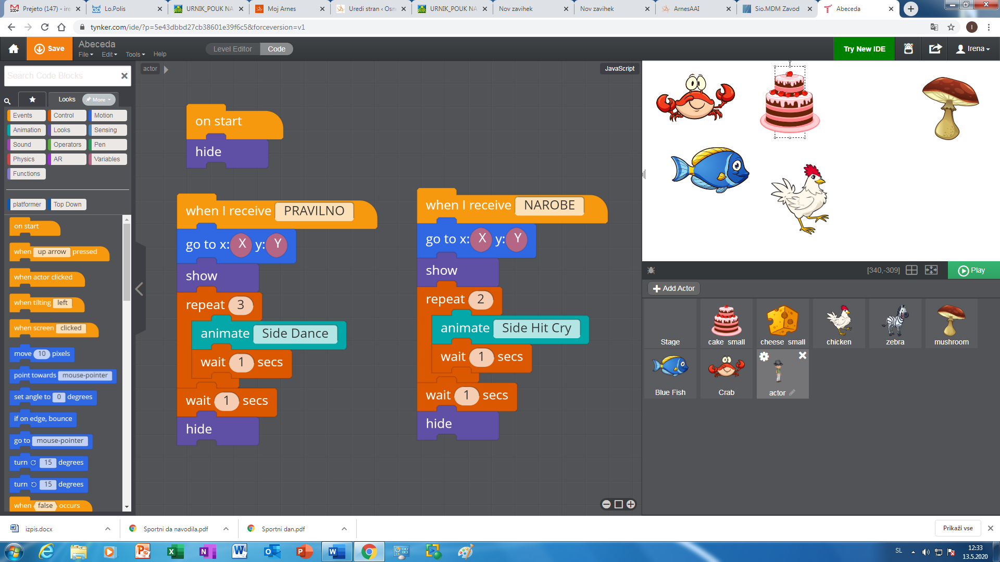 Prejeto (147) - ire
Lo.Polis
URNIK_POUK NA
Moj Arnes
Uredi stran ‹ Osn
URNIK_POUK NA
Nov zavihek
Nov zavihek
ArnesAAI
Sio.MDM Zavod
Abeceda
tynker.com/ide/?p=5e43dbbd27cb38601e39f6c5&forceversion=v1
I
Save
Abeceda
File
Edit
Tools
Help
Level Editor
Code
Try New IDE
Irena
Search Code Blocks
Looks
More
Events
Control
Motion
Animation
Looks
Sensing
Sound
Operators
Pen
Physics
AR
Variables
Functions
platformer
Top Down
on start
when up arrow pressed
when actor clicked
when tilting left
when screen clicked
move 10 pixels
point towards mouse-pointer
set angle to 0 degrees
if on edge, bounce
go to mouse-pointer
turn 15 degrees
turn 15 degrees
when false occurs
actor
JavaScript
on start
hide
when I receive PRAVILNO
go to x: X y: Y
show
repeat 3
animate Side Dance
wait 1 secs
wait 1 secs
hide
when I receive NAROBE
go to x: X y: Y
show
repeat 2
animate Side Hit Cry
wait 1 secs
wait 1 secs
hide
[340,-309]
Play
Add Actor
Stage
cake small
cheese small
chicken
zebra
mushroom
Blue Fish
Crab
actor
izpis.docx
Sportni da navodila.pdf
Sportni dan.pdf
Prikaži vse
SL
12:33
13.5.2020